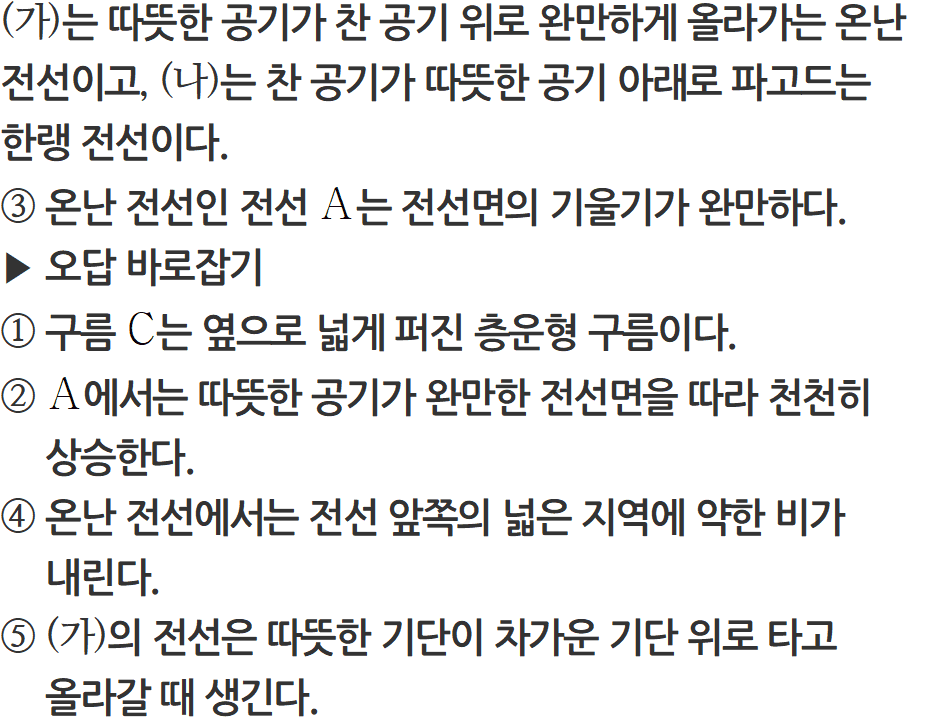 (가)는 따뜻한 공기가 찬 공기 위로 완만하게 올라가는 온난
전선이고, (나)는 찬 공기가 따뜻한 공기 아래로 파고드는
한랭 전선이다.
③ 온난 전선인 전선 A는 전선면의 기울기가 완만하다.
▶ 오답 바로잡기
① 구름 C는 옆으로 넓게 퍼진 층운형 구름이다.
② A에서는 따뜻한 공기가 완만한 전선면을 따라 천천히
상승한다.
④ 온난 전선에서는 전선 앞쪽의 넓은 지역에 약한 비가
내린다.
⑤ (가)의 전선은 따뜻한 기단이 차가운 기단 위로 타고
올라갈 때 생긴다.